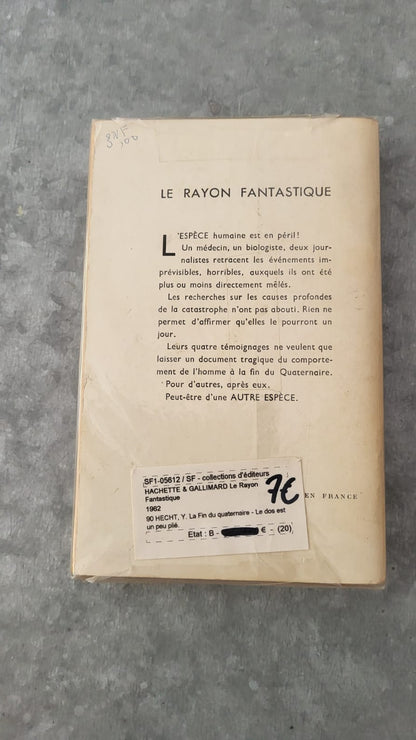 3NF
,00
LE RAYON FANTASTIQUE
L'ESPÈCE humaine est en péril !
Un médecin, un biologiste, deux jour-
nalistes retracent les événements im-
prévisibles, horribles, auxquels ils ont été
plus ou moins directement mêlés.
Les recherches sur les causes profondes
de la catastrophe n'ont pas abouti. Rien ne
permet d'affirmer qu'elles le pourront un
jour.
Leurs quatre témoignages ne veulent que
laisser un document tragique du comporte-
ment de l'homme à la fin du Quaternaire.
Pour d'autres, après eux.
Peut-être d'une AUTRE ESPÈCE.
EN FRANCE
SF1-05612 / SF - collections d'éditeurs
HACHETTE & GALLIMARD Le Rayon
Fantastique
7€
1962
90 HECHT, Y. La Fin du quaternaire - Le dos est
un peu plié.
Etat : B - € - (20)